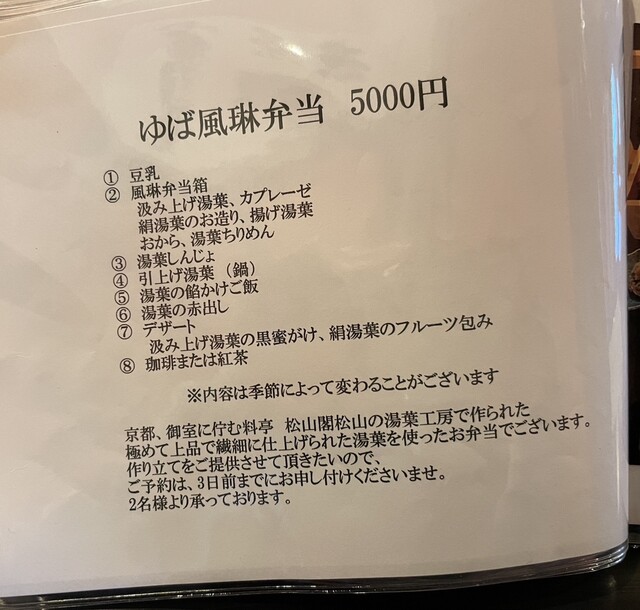 ゆば風琳弁当 5000円
① 豆乳
② 風琳弁当箱
汲み上げ湯葉、カプレーゼ
絹湯葉のお造り、揚げ湯葉
おから、湯葉ちりめん
③ 湯葉しんじょ
④ 引上げ湯葉（鍋）
⑤ 湯葉の餡かけご飯
⑥ 湯葉の赤出し
⑦ デザート
汲み上げ湯葉の黒蜜がけ、絹湯葉のフルーツ包み
⑧ 珈琲または紅茶
※内容は季節によって変わることがございます
京都、御室に佇む料亭 松山閣松山の湯葉工房で作られた
極めて上品で繊細に仕上げられた湯葉を使ったお弁当でございます。
作り立てをご提供させて頂きたいので、
ご予約は、3日前までにお申し付けくださいませ。
2名様より承っております。